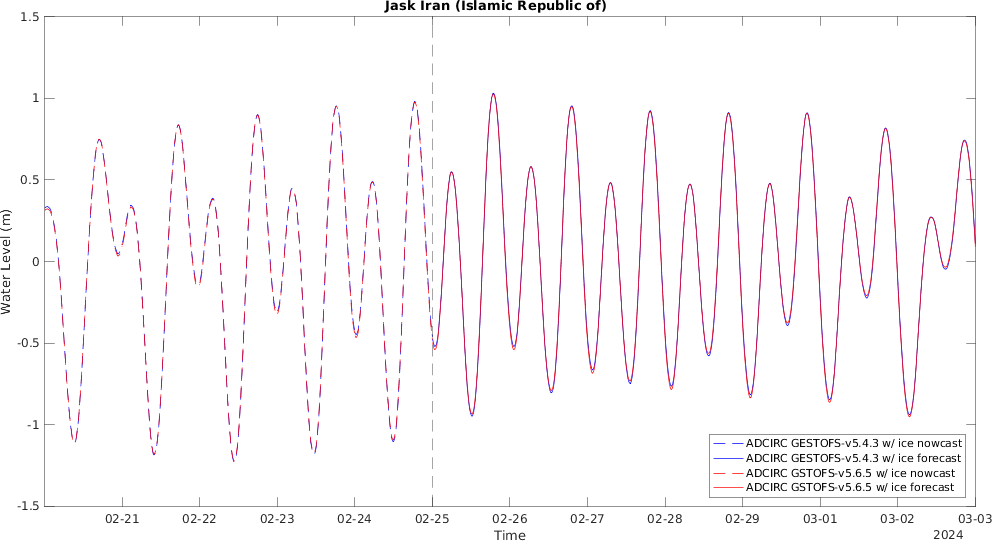 Jask Iran (Islamic Republic of)
1.5
1
0.5
0
-0.5
-1
-1.5
Water Level (m)
02-21 02-22 02-23 02-24 02-25 02-26 02-27 02-28 02-29 03-01 03-02 03-03
Time
2024
ADCIRC GESTOFS-v5.4.3 w/ ice nowcast
ADCIRC GESTOFS-v5.4.3 w/ ice forecast
ADCIRC GSTOFS-v5.6.5 w/ ice nowcast
ADCIRC GSTOFS-v5.6.5 w/ ice forecast